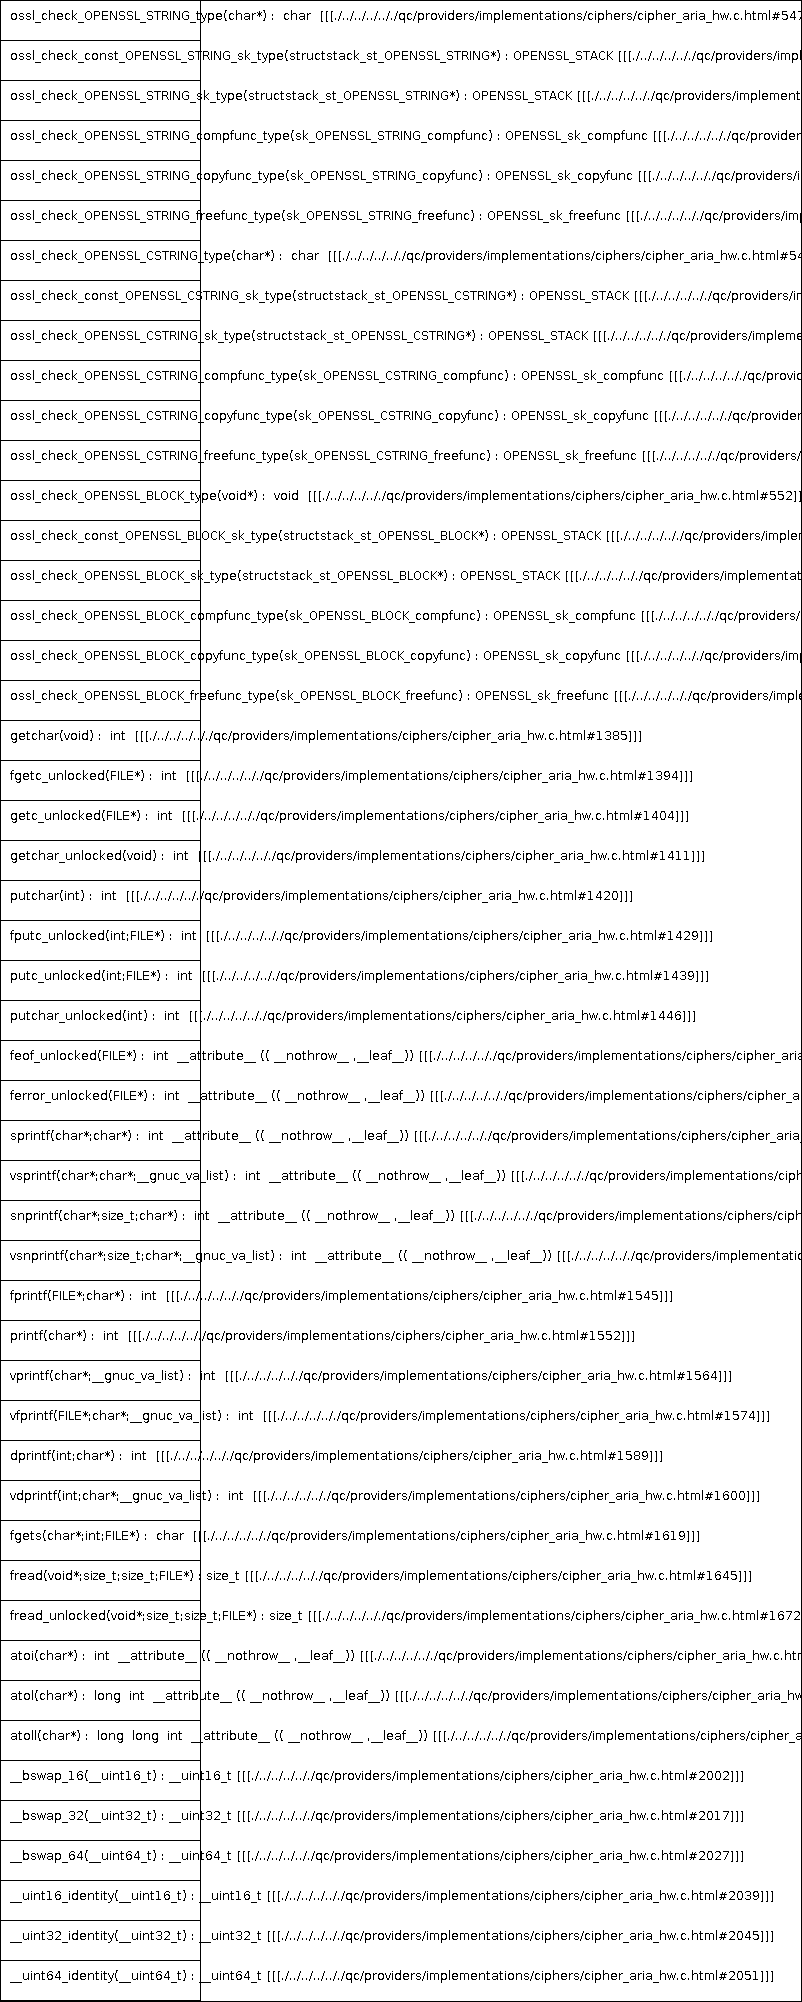 ossl_check_OPENSSL_STRING_type(char*) :  char  [[[./../../../../../qc/providers/implementations/ciphers/cipher_aria_hw.c.html#547
ossl_check_const_OPENSSL_STRING_sk_type(structstack_st_OPENSSL_STRING*) : OPENSSL_STACK [[[./../../../../../qc/providers/impl
ossl_check_OPENSSL_STRING_sk_type(structstack_st_OPENSSL_STRING*) : OPENSSL_STACK [[[./../../../../../qc/providers/implement
ossl_check_OPENSSL_STRING_compfunc_type(sk_OPENSSL_STRING_compfunc) : OPENSSL_sk_compfunc [[[./../../../../../qc/provider
ossl_check_OPENSSL_STRING_copyfunc_type(sk_OPENSSL_STRING_copyfunc) : OPENSSL_sk_copyfunc [[[./../../../../../qc/providers/i
ossl_check_OPENSSL_STRING_freefunc_type(sk_OPENSSL_STRING_freefunc) : OPENSSL_sk_freefunc [[[./../../../../../qc/providers/im
ossl_check_OPENSSL_CSTRING_type(char*) :  char  [[[./../../../../../qc/providers/implementations/ciphers/cipher_aria_hw.c.html#54
ossl_check_const_OPENSSL_CSTRING_sk_type(structstack_st_OPENSSL_CSTRING*) : OPENSSL_STACK [[[./../../../../../qc/providers/i
ossl_check_OPENSSL_CSTRING_sk_type(structstack_st_OPENSSL_CSTRING*) : OPENSSL_STACK [[[./../../../../../qc/providers/impleme
ossl_check_OPENSSL_CSTRING_compfunc_type(sk_OPENSSL_CSTRING_compfunc) : OPENSSL_sk_compfunc [[[./../../../../../qc/provid
ossl_check_OPENSSL_CSTRING_copyfunc_type(sk_OPENSSL_CSTRING_copyfunc) : OPENSSL_sk_copyfunc [[[./../../../../../qc/provider
ossl_check_OPENSSL_CSTRING_freefunc_type(sk_OPENSSL_CSTRING_freefunc) : OPENSSL_sk_freefunc [[[./../../../../../qc/providers/
ossl_check_OPENSSL_BLOCK_type(void*) :  void  [[[./../../../../../qc/providers/implementations/ciphers/cipher_aria_hw.c.html#552]]
ossl_check_const_OPENSSL_BLOCK_sk_type(structstack_st_OPENSSL_BLOCK*) : OPENSSL_STACK [[[./../../../../../qc/providers/implem
ossl_check_OPENSSL_BLOCK_sk_type(structstack_st_OPENSSL_BLOCK*) : OPENSSL_STACK [[[./../../../../../qc/providers/implementat
ossl_check_OPENSSL_BLOCK_compfunc_type(sk_OPENSSL_BLOCK_compfunc) : OPENSSL_sk_compfunc [[[./../../../../../qc/providers/
ossl_check_OPENSSL_BLOCK_copyfunc_type(sk_OPENSSL_BLOCK_copyfunc) : OPENSSL_sk_copyfunc [[[./../../../../../qc/providers/im
ossl_check_OPENSSL_BLOCK_freefunc_type(sk_OPENSSL_BLOCK_freefunc) : OPENSSL_sk_freefunc [[[./../../../../../qc/providers/imple
getchar(void) :  int  [[[./../../../../../qc/providers/implementations/ciphers/cipher_aria_hw.c.html#1385]]]
fgetc_unlocked(FILE*) :  int  [[[./../../../../../qc/providers/implementations/ciphers/cipher_aria_hw.c.html#1394]]]
getc_unlocked(FILE*) :  int  [[[./../../../../../qc/providers/implementations/ciphers/cipher_aria_hw.c.html#1404]]]
getchar_unlocked(void) :  int  [[[./../../../../../qc/providers/implementations/ciphers/cipher_aria_hw.c.html#1411]]]
putchar(int) :  int  [[[./../../../../../qc/providers/implementations/ciphers/cipher_aria_hw.c.html#1420]]]
fputc_unlocked(int;FILE*) :  int  [[[./../../../../../qc/providers/implementations/ciphers/cipher_aria_hw.c.html#1429]]]
putc_unlocked(int;FILE*) :  int  [[[./../../../../../qc/providers/implementations/ciphers/cipher_aria_hw.c.html#1439]]]
putchar_unlocked(int) :  int  [[[./../../../../../qc/providers/implementations/ciphers/cipher_aria_hw.c.html#1446]]]
feof_unlocked(FILE*) :  int  __attribute__ (( __nothrow__ ,__leaf__)) [[[./../../../../../qc/providers/implementations/ciphers/cipher_aria
ferror_unlocked(FILE*) :  int  __attribute__ (( __nothrow__ ,__leaf__)) [[[./../../../../../qc/providers/implementations/ciphers/cipher_a
sprintf(char*;char*) :  int  __attribute__ (( __nothrow__ ,__leaf__)) [[[./../../../../../qc/providers/implementations/ciphers/cipher_aria_
vsprintf(char*;char*;__gnuc_va_list) :  int  __attribute__ (( __nothrow__ ,__leaf__)) [[[./../../../../../qc/providers/implementations/ciph
snprintf(char*;size_t;char*) :  int  __attribute__ (( __nothrow__ ,__leaf__)) [[[./../../../../../qc/providers/implementations/ciphers/ciph
vsnprintf(char*;size_t;char*;__gnuc_va_list) :  int  __attribute__ (( __nothrow__ ,__leaf__)) [[[./../../../../../qc/providers/implementatio
fprintf(FILE*;char*) :  int  [[[./../../../../../qc/providers/implementations/ciphers/cipher_aria_hw.c.html#1545]]]
printf(char*) :  int  [[[./../../../../../qc/providers/implementations/ciphers/cipher_aria_hw.c.html#1552]]]
vprintf(char*;__gnuc_va_list) :  int  [[[./../../../../../qc/providers/implementations/ciphers/cipher_aria_hw.c.html#1564]]]
vfprintf(FILE*;char*;__gnuc_va_list) :  int  [[[./../../../../../qc/providers/implementations/ciphers/cipher_aria_hw.c.html#1574]]]
dprintf(int;char*) :  int  [[[./../../../../../qc/providers/implementations/ciphers/cipher_aria_hw.c.html#1589]]]
vdprintf(int;char*;__gnuc_va_list) :  int  [[[./../../../../../qc/providers/implementations/ciphers/cipher_aria_hw.c.html#1600]]]
fgets(char*;int;FILE*) :  char  [[[./../../../../../qc/providers/implementations/ciphers/cipher_aria_hw.c.html#1619]]]
fread(void*;size_t;size_t;FILE*) : size_t [[[./../../../../../qc/providers/implementations/ciphers/cipher_aria_hw.c.html#1645]]]
fread_unlocked(void*;size_t;size_t;FILE*) : size_t [[[./../../../../../qc/providers/implementations/ciphers/cipher_aria_hw.c.html#1672
atoi(char*) :  int  __attribute__ (( __nothrow__ ,__leaf__)) [[[./../../../../../qc/providers/implementations/ciphers/cipher_aria_hw.c.htm
atol(char*) :  long  int  __attribute__ (( __nothrow__ ,__leaf__)) [[[./../../../../../qc/providers/implementations/ciphers/cipher_aria_hw
atoll(char*) :  long  long  int  __attribute__ (( __nothrow__ ,__leaf__)) [[[./../../../../../qc/providers/implementations/ciphers/cipher_a
__bswap_16(__uint16_t) : __uint16_t [[[./../../../../../qc/providers/implementations/ciphers/cipher_aria_hw.c.html#2002]]]
__bswap_32(__uint32_t) : __uint32_t [[[./../../../../../qc/providers/implementations/ciphers/cipher_aria_hw.c.html#2017]]]
__bswap_64(__uint64_t) : __uint64_t [[[./../../../../../qc/providers/implementations/ciphers/cipher_aria_hw.c.html#2027]]]
__uint16_identity(__uint16_t) : __uint16_t [[[./../../../../../qc/providers/implementations/ciphers/cipher_aria_hw.c.html#2039]]]
__uint32_identity(__uint32_t) : __uint32_t [[[./../../../../../qc/providers/implementations/ciphers/cipher_aria_hw.c.html#2045]]]
__uint64_identity(__uint64_t) : __uint64_t [[[./../../../../../qc/providers/implementations/ciphers/cipher_aria_hw.c.html#2051]]]